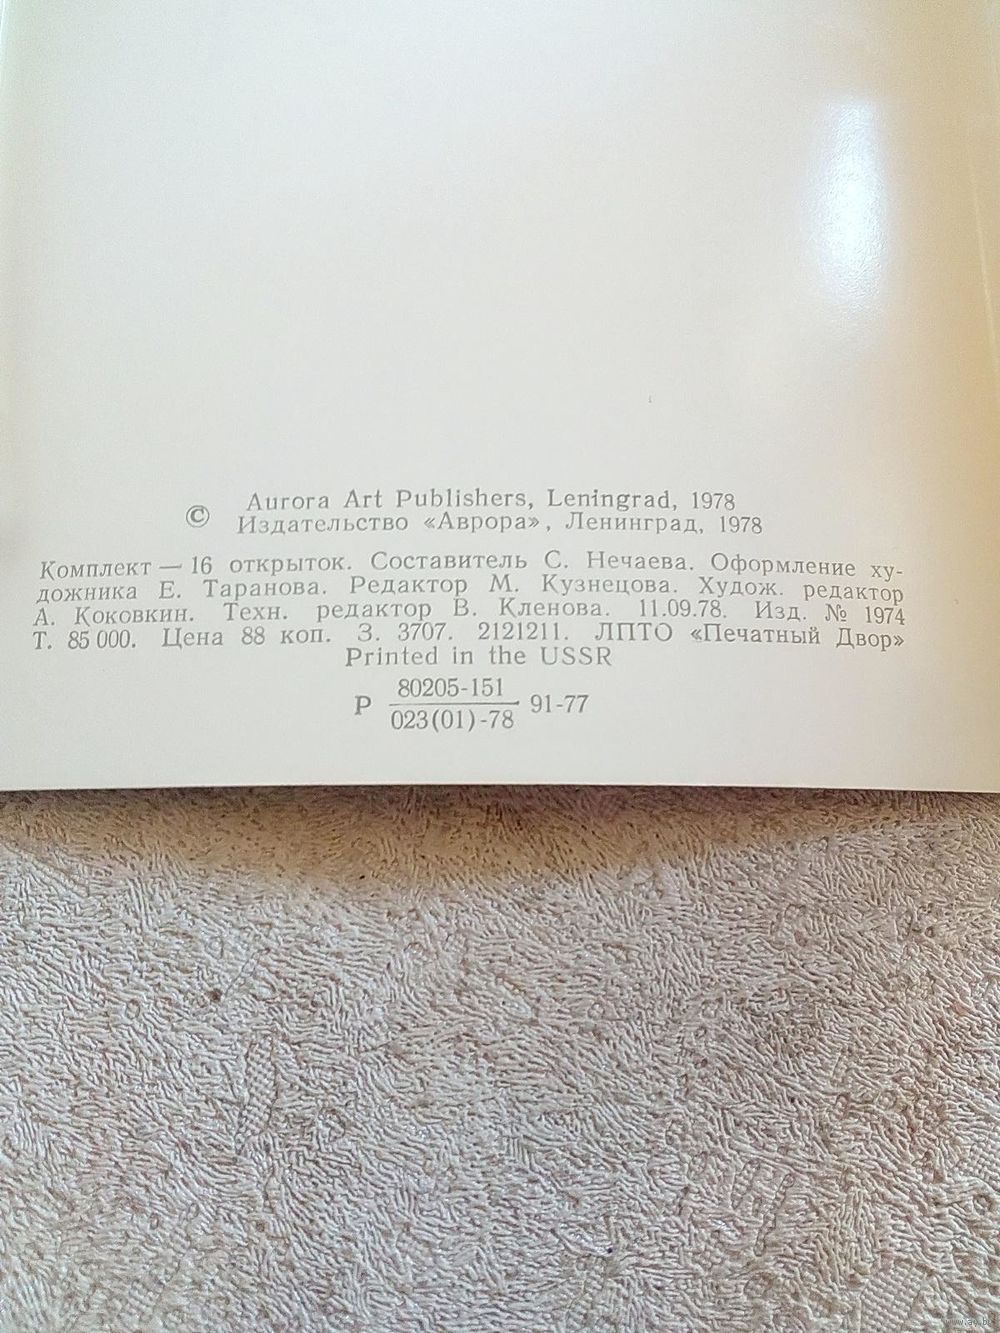 © Aurora Art Publishers, Leningrad, 1978
Издательство «Аврора», Ленинград, 1978
Комплект — 16 открыток. Составитель С. Нечаева. Оформление ху-
дожника Е. Таранова. Редактор М. Кузнецова. Худож. редактор
А. Коковкин. Техн. редактор В. Кленова. 11.09.78. Изд. № 1974
Т. 85 000. Цена 88 коп. З. 3707. 2121211. ЛПТО «Печатный Двор»
Printed in the USSR
Р 80205-151
023(01)-78 91-77